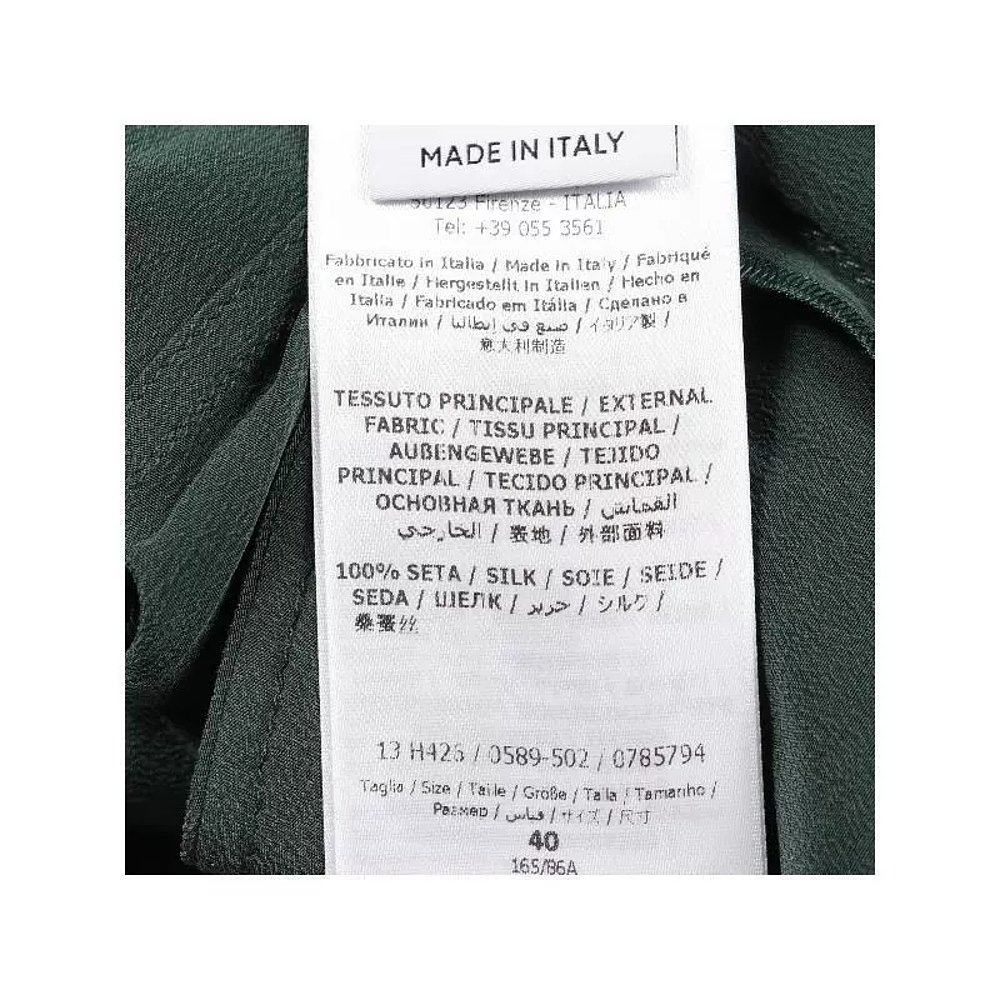 MADE IN ITALY
50123 Firenze - ITALIA
Tel: +39 055 3561
Fabbricato in Italia / Made in Italy / Fabriqué
en Italie / Hergestellt in Italien / Hecho en
Italia / Fabricado em Itália / Сделано в
Италии / صنع في إيطاليا / イタリア製 /
意大利制造
TESSUTO PRINCIPALE / EXTERNAL
FABRIC / TISSU PRINCIPAL /
AUßENGEWEBE / TEJIDO
PRINCIPAL / TECIDO PRINCIPAL /
ОСНОВНАЯ ТКАНЬ / القماش
الخارجي / 表地 / 外部面料
100% SETA / SILK / SOIE / SEIDE /
SEDA / ШЕЛК / حرير / シルク /
桑蚕丝
13 H426 / 0589-502 / 0785794
Taglia / Size / Taille / Größe / Talla / Tamanho /
Размер / قياس / サイズ / 尺寸
40
165/86A